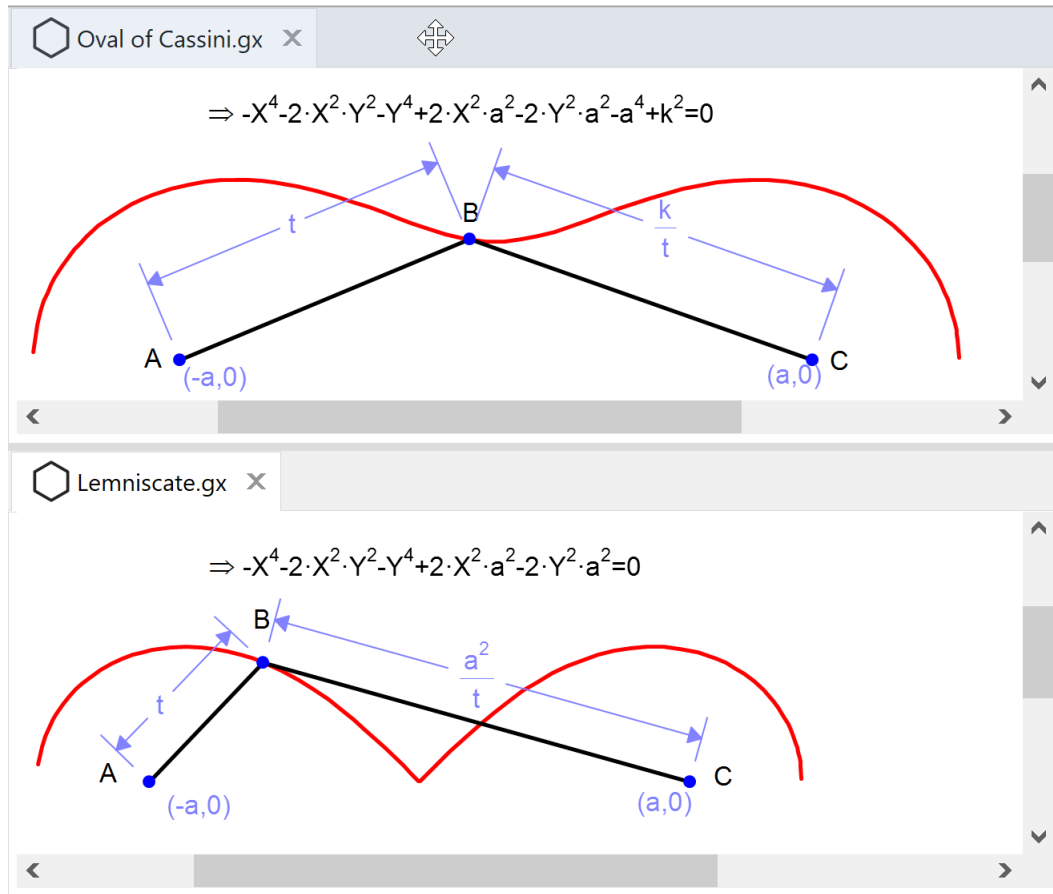 Oval of Cassini.gx
⇒ -X⁴-2·X²·Y²-Y⁴+2·X²·a²-2·Y²·a²-a⁴+k²=0
B
t
k/t
A
C
(-a,0)
(a,0)
Lemniscate.gx
⇒ -X⁴-2·X²·Y²-Y⁴+2·X²·a²-2·Y²·a²=0
B
a²/t
t
A
C
(-a,0)
(a,0)